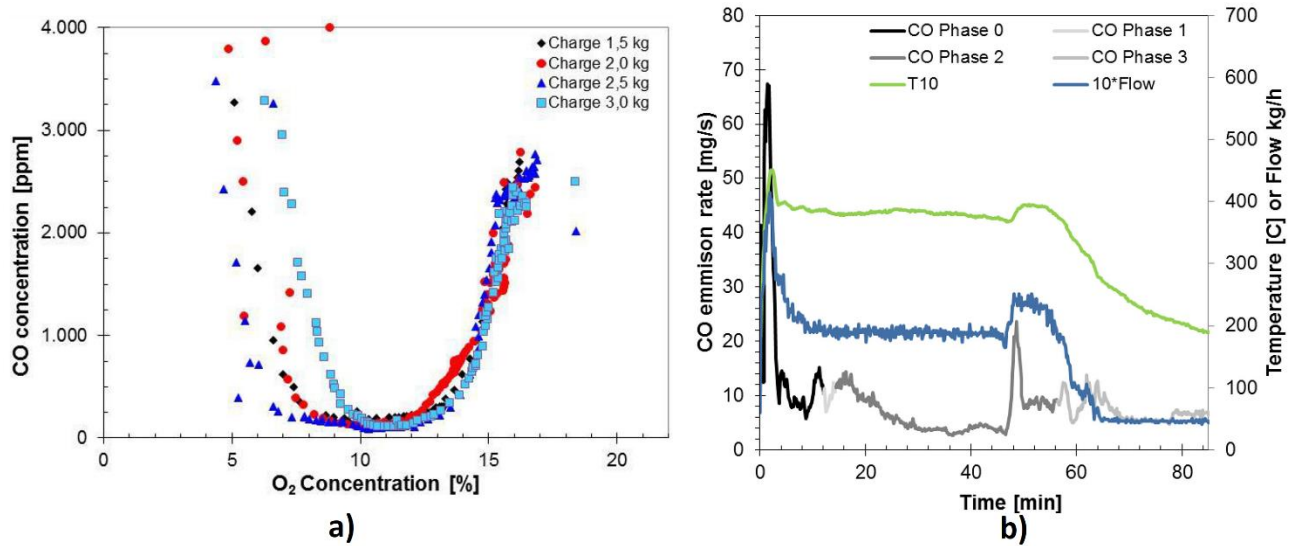 4.000
3.000
2.000
1.000
0
0
5
10
15
20
CO concentration [ppm]
O2 Concentration [%]
Charge 1,5 kg
Charge 2,0 kg
Charge 2,5 kg
Charge 3,0 kg
a)
80
70
60
50
40
30
20
10
0
CO emmison rate [mg/s)
CO Phase 0
CO Phase 1
CO Phase 2
CO Phase 3
T10
10*Flow
700
600
500
400
300
200
100
0
Temperature [C] or Flow kg/h
0
20
40
60
80
Time [min]
b)